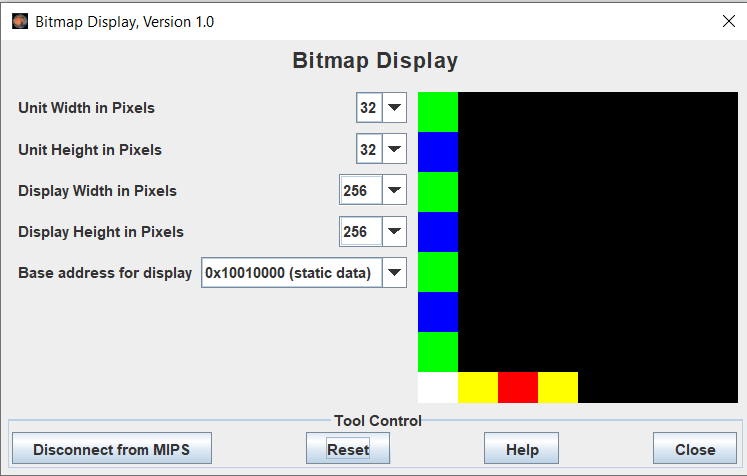 Bitmap Display, Version 1.0
Bitmap Display
Unit Width in Pixels 32
Unit Height in Pixels 32
Display Width in Pixels 256
Display Height in Pixels 256
Base address for display 0x10010000 (static data)
Tool Control
Disconnect from MIPS Reset Help Close